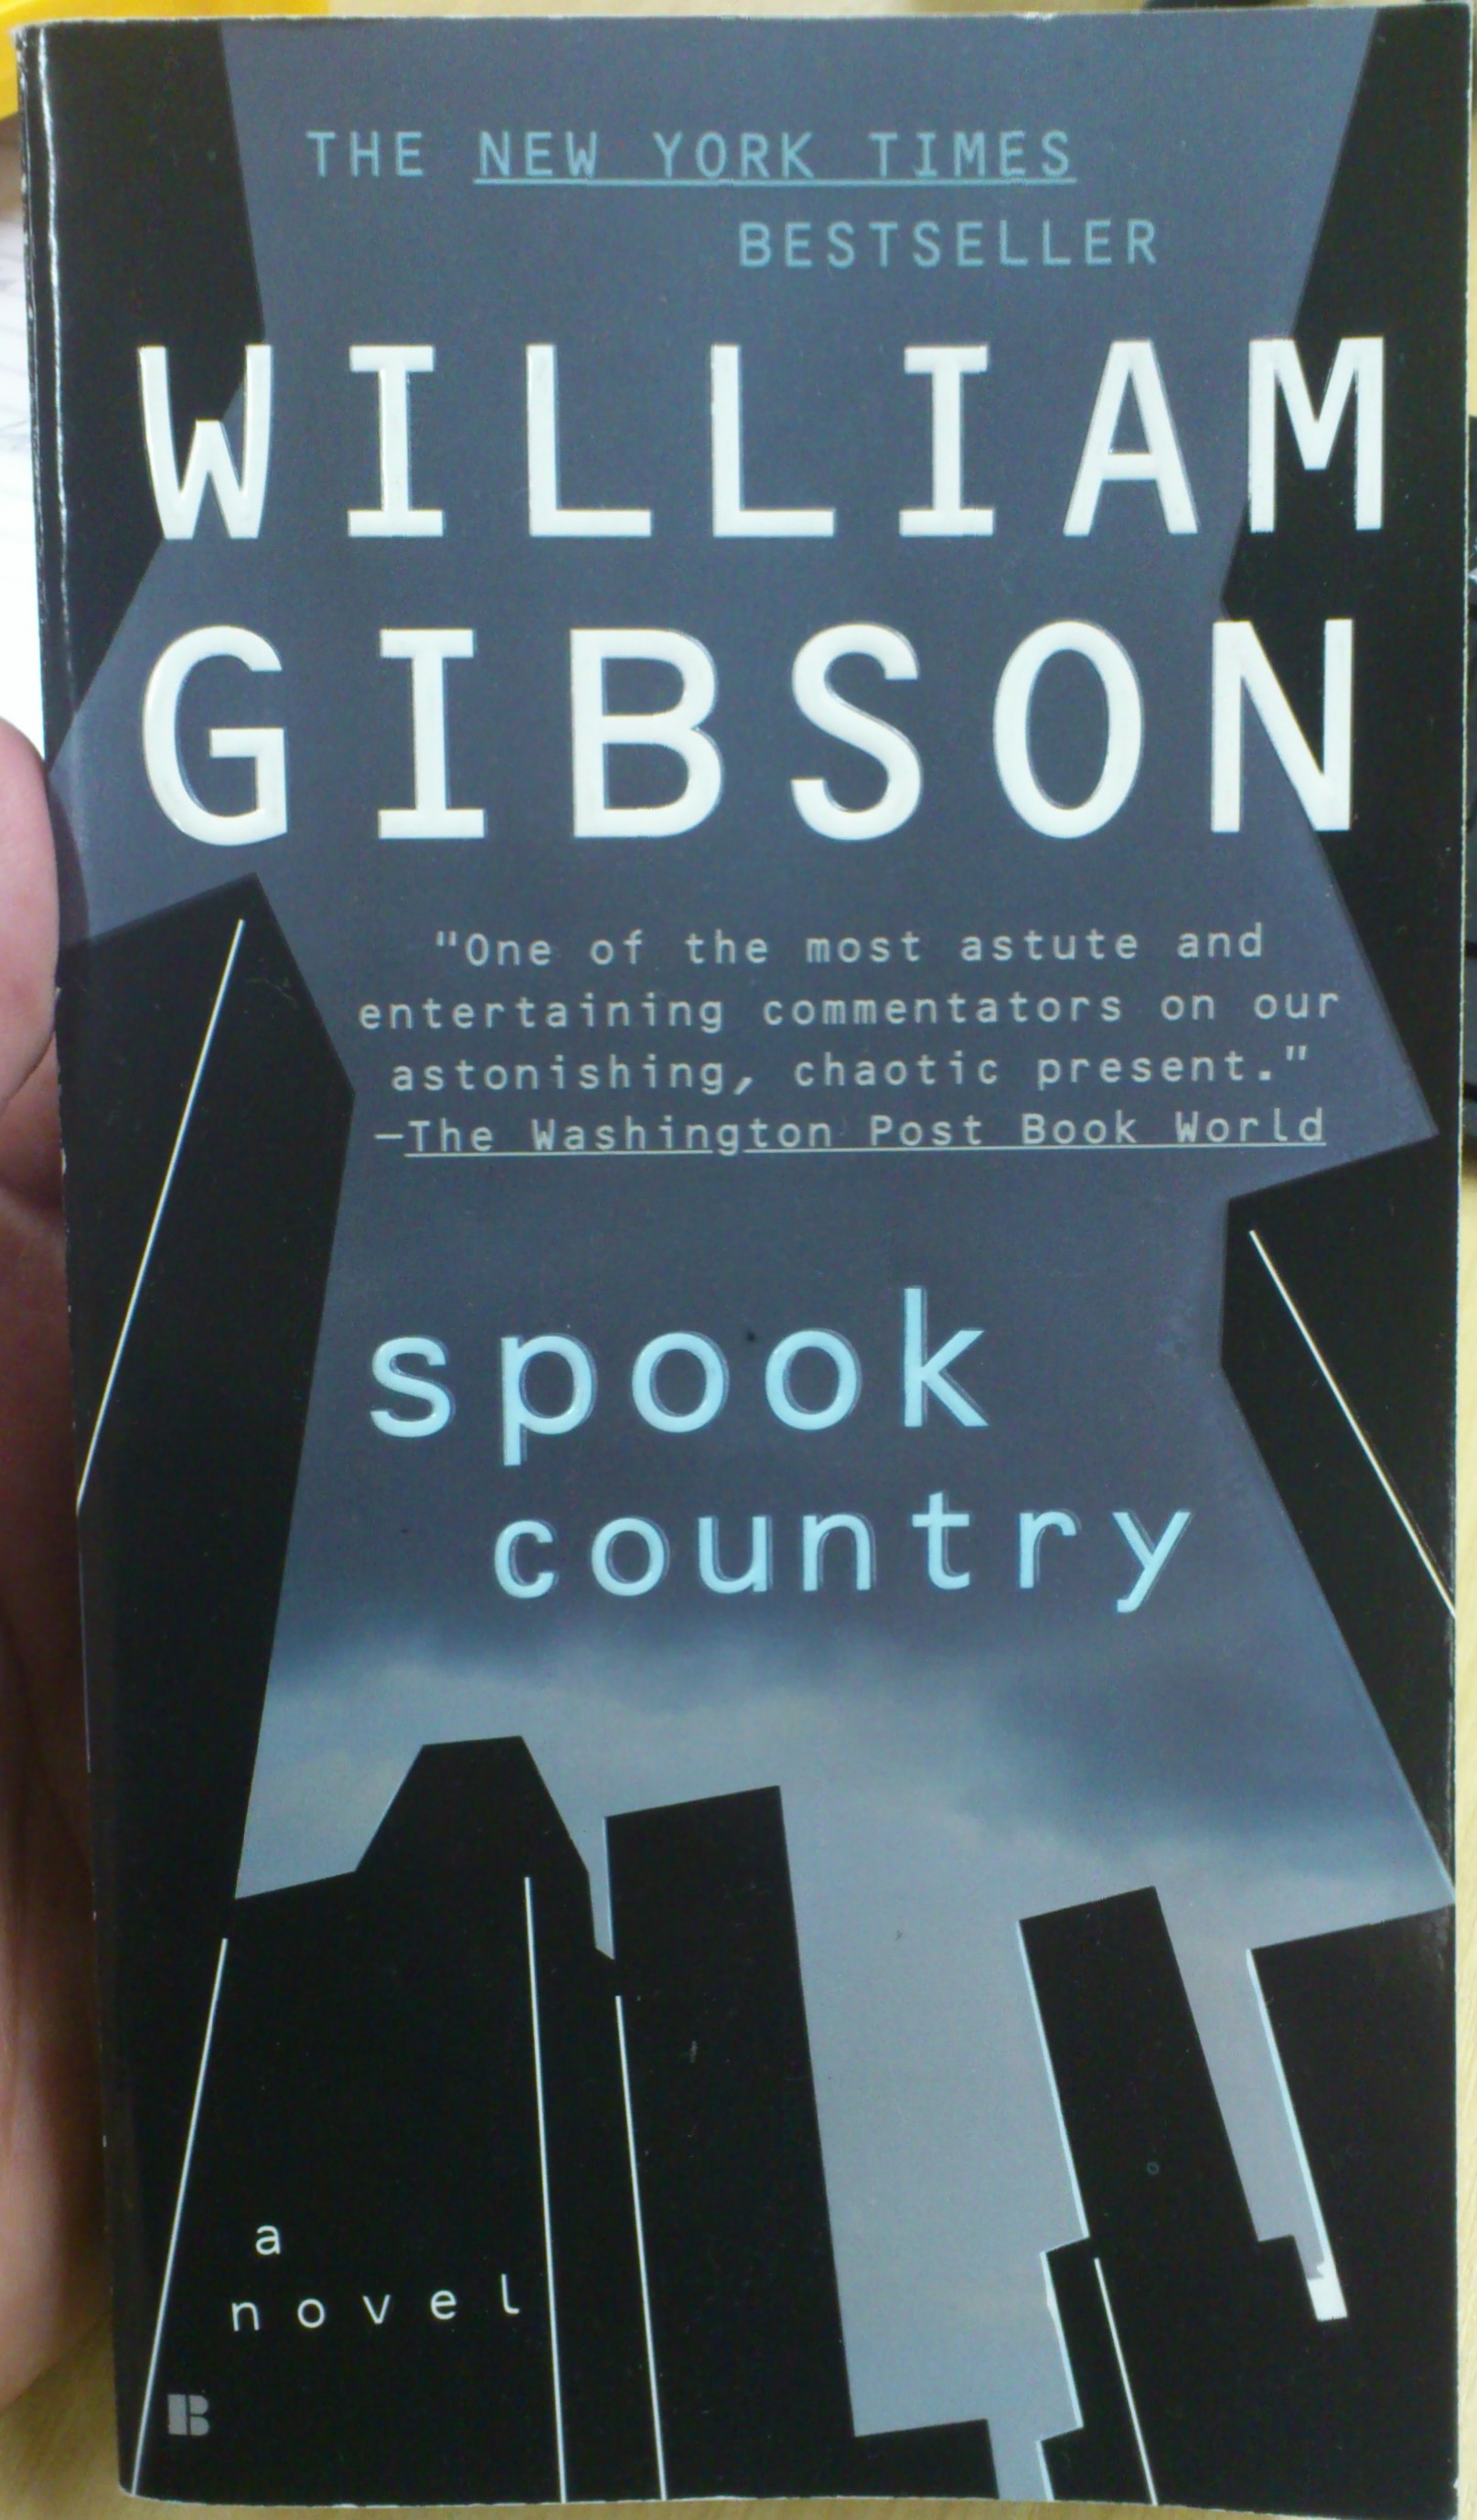 THE NEW YORK TIMES
BESTSELLER
WILLIAM
GIBSON
"One of the most astute and
entertaining commentators on our
astonishing, chaotic present."
—The Washington Post Book World
spook
country
a
novel
B